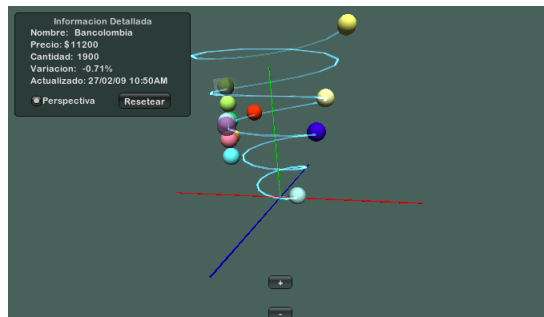 Informacion Detallada
Nombre: Bancolombia
Precio: $11200
Cantidad: 1900
Variacion: -0.71%
Actualizado: 27/02/09 10:50AM
Perspectiva Resetear
+
-